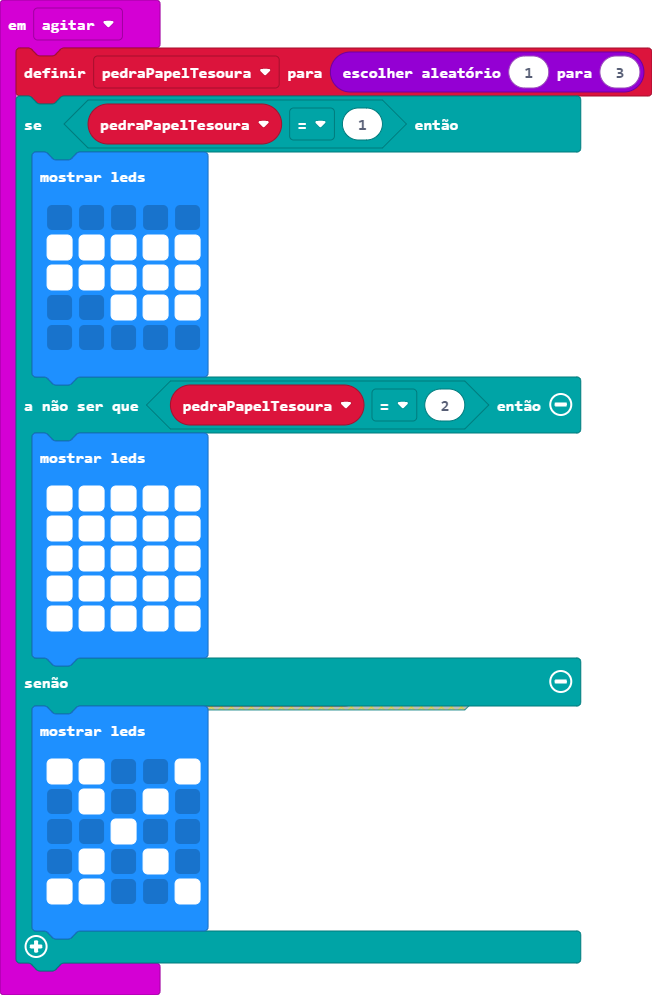 em agitar
definir pedraPapelTesoura para escolher aleatório 1 para 3
se pedraPapelTesoura = 1 então
mostrar leds
a não ser que pedraPapelTesoura = 2 então
mostrar leds
senão
mostrar leds